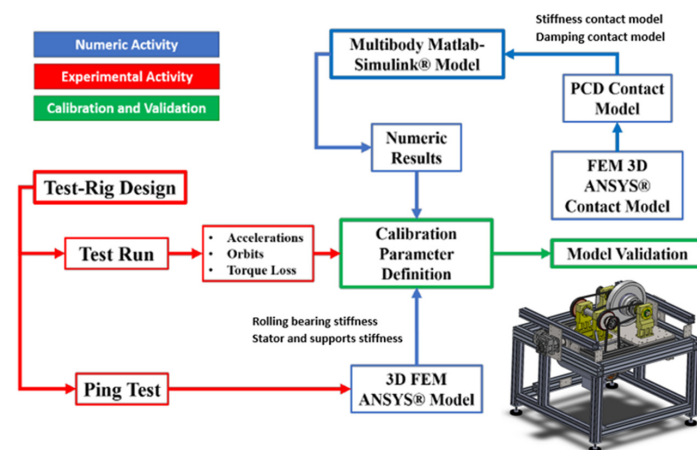 Numeric Activity
Experimental Activity
Calibration and Validation
Multibody Matlab-
Simulink® Model
Stiffness contact model
Damping contact model
PCD Contact
Model
Numeric
Results
FEM 3D
ANSYS®
Contact Model
Test-Rig Design
Test Run
• Accelerations
• Orbits
• Torque Loss
Calibration
Parameter
Definition
Model Validation
Rolling bearing stiffness
Stator and supports stiffness
Ping Test
3D FEM
ANSYS® Model